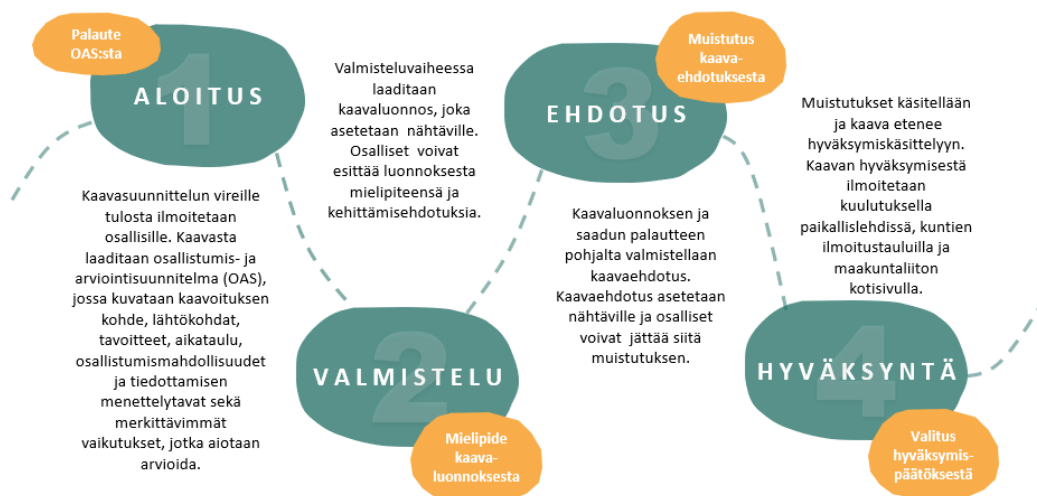 Palaute
OAS:sta
1
ALOITUS
Kaavasuunnittelun vireille
tulosta ilmoitetaan
osallisille. Kaavasta
laaditaan osallistumis- ja
arviointisuunnitelma (OAS),
jossa kuvataan kaavoituksen
kohde, lähtökohdat,
tavoitteet, aikataulu,
osallistumismahdollisuudet
ja tiedottamisen
menettelytavat sekä
merkittävimmät
vaikutukset, jotka aiotaan
arvioida.
Valmisteluvaiheessa
laaditaan
kaavaluonnos, joka
asetetaan nähtäville.
Osalliset voivat
esittää luonnoksesta
mielipiteensä ja
kehittämisehdotuksia.
2
VALMISTELU
Mielipide
kaava-
luonnoksesta
Muistutus
kaava-
ehdotuksesta
3
EHDOTUS
Kaavaluonnoksen ja
saadun palautteen
pohjalta valmistellaan
kaavaehdotus.
Kaavaehdotus asetetaan
nähtäville ja osalliset
voivat jättää siitä
muistutuksen.
Muistutukset käsitellään
ja kaava etenee
hyväksymiskäsittelyyn.
Kaavan hyväksymisestä
ilmoitetaan
kuulutuksella
paikallislehdissä, kuntien
ilmoitustauluilla ja
maakuntaliiton
kotisivulla.
4
HYVÄKSYNTÄ
Valitus
hyväksymis-
päätöksestä